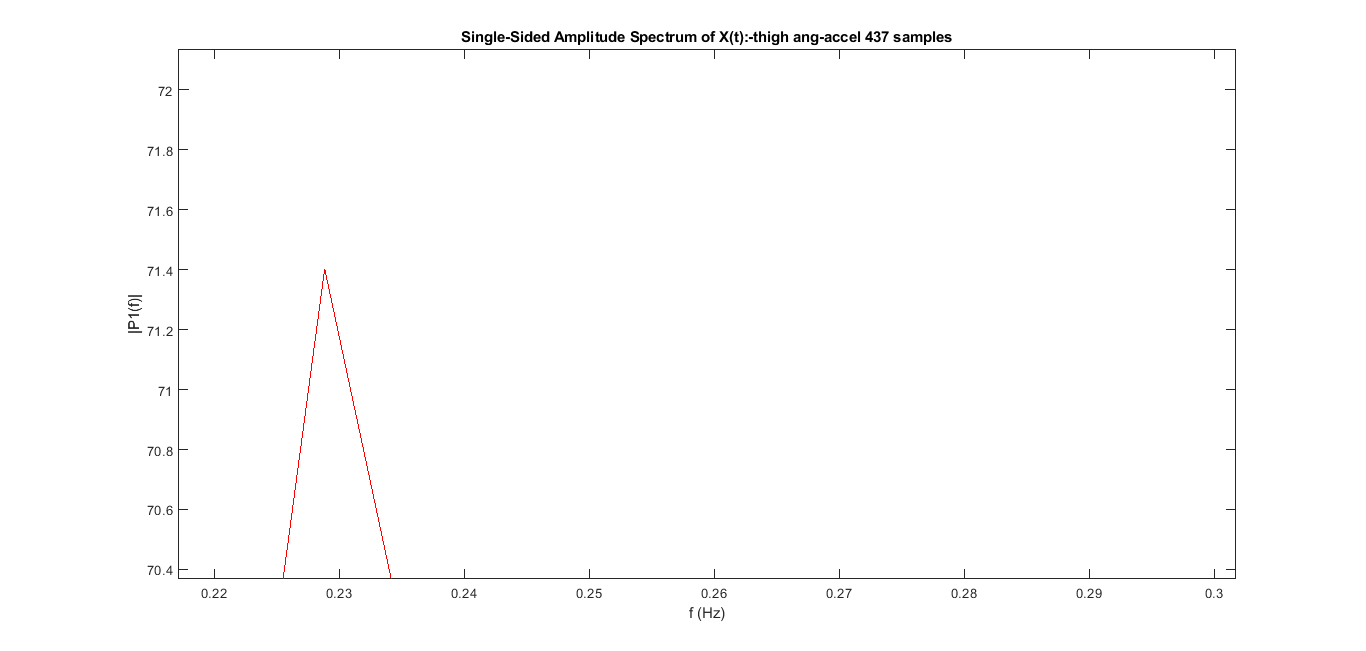 Single-Sided Amplitude Spectrum of X(t):-thigh ang-accel 437 samples
72
71.8
71.6
71.4
71.2
71
70.8
70.6
70.4
|P1(f)|
0.22 0.23 0.24 0.25 0.26 0.27 0.28 0.29 0.3
f (Hz)